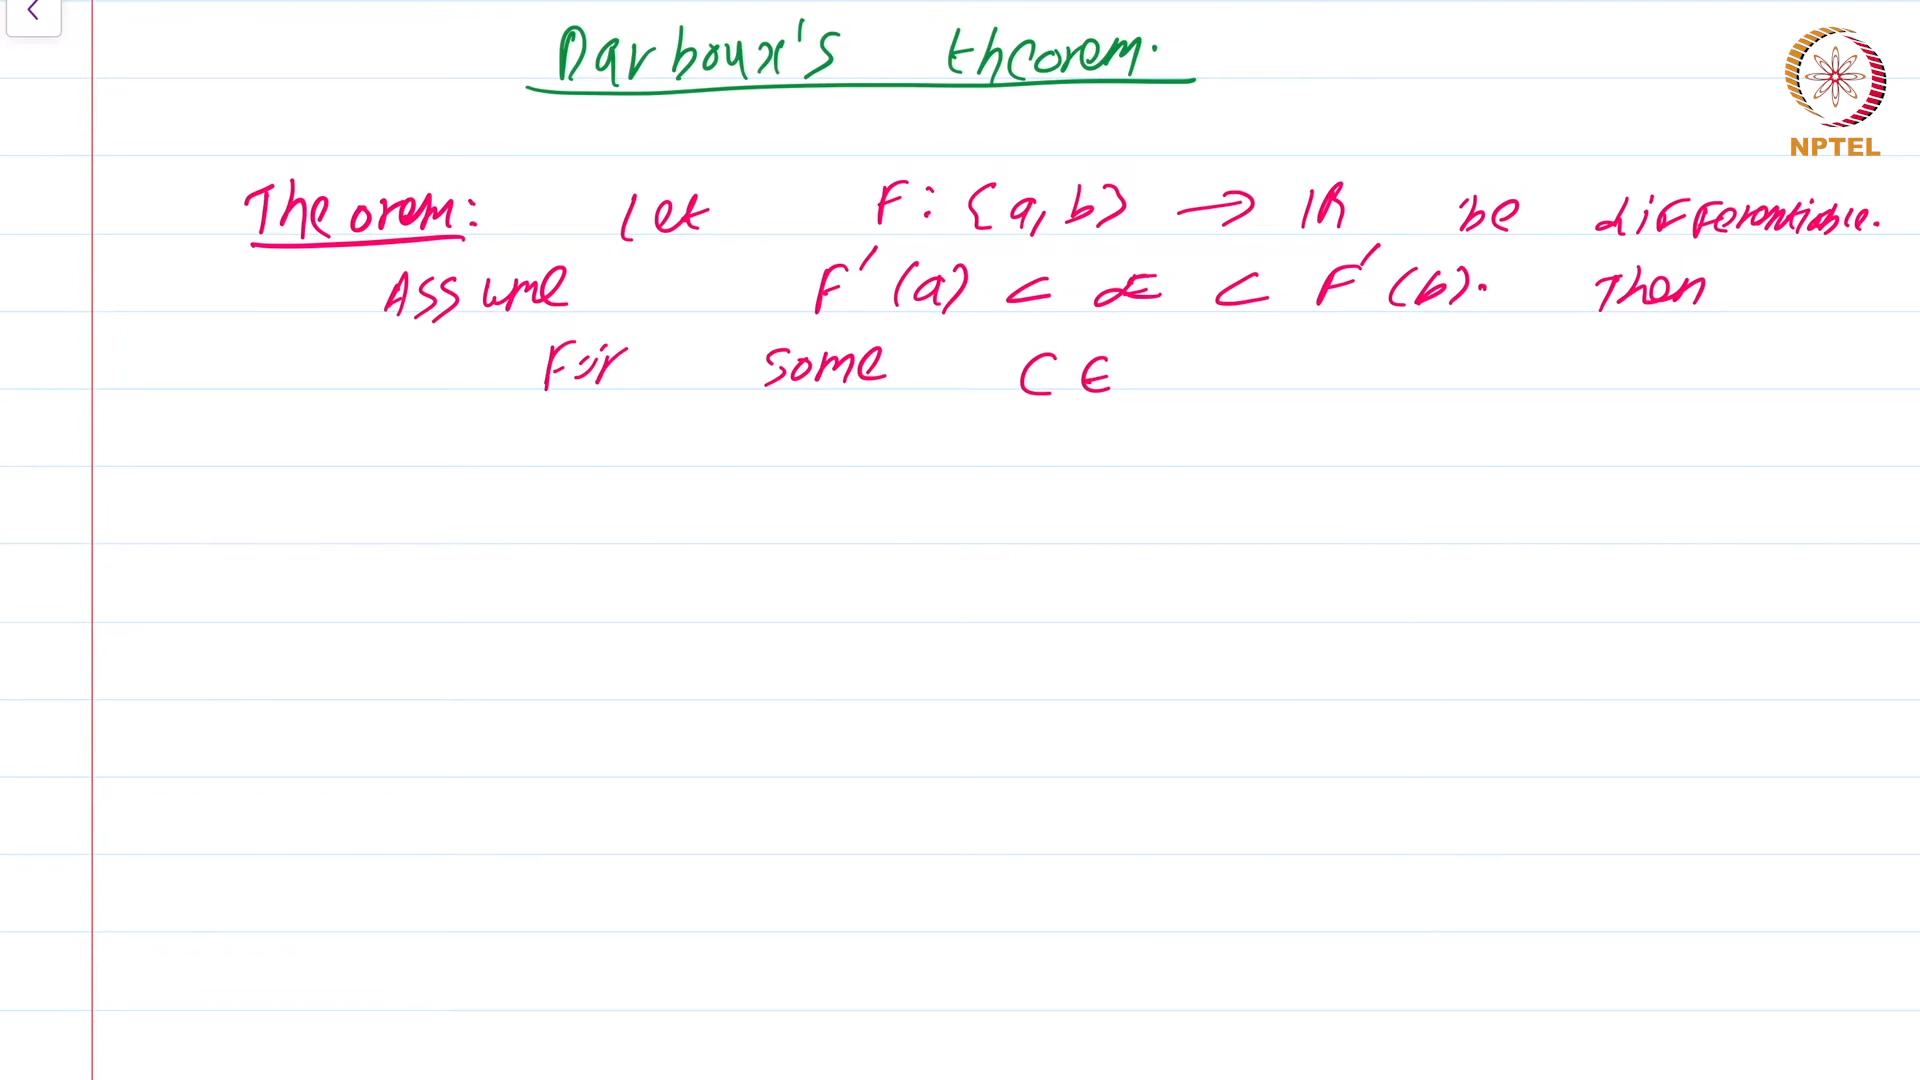 Darboux's theorem.
NPTEL
Theorem: Let F: [a, b] → ℝ be differentiable.
Assume F'(a) < α < F'(b). Then
For some c ∈